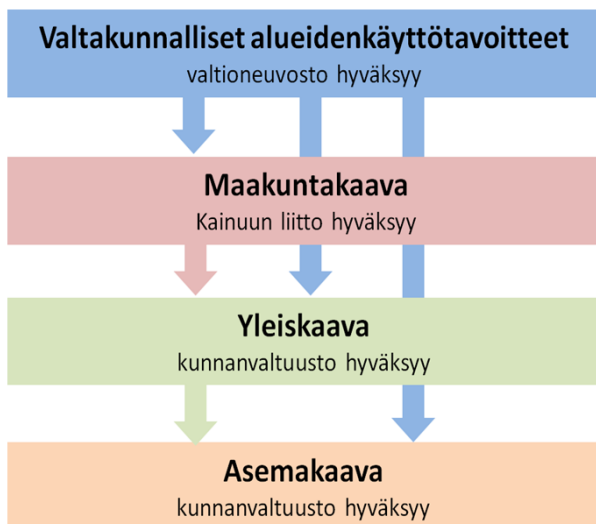 Valtakunnalliset alueidenkäyttötavoitteet
valtioneuvosto hyväksyy
Maakuntakaava
Kainuun liitto hyväksyy
Yleiskaava
kunnanvaltuusto hyväksyy
Asemakaava
kunnanvaltuusto hyväksyy